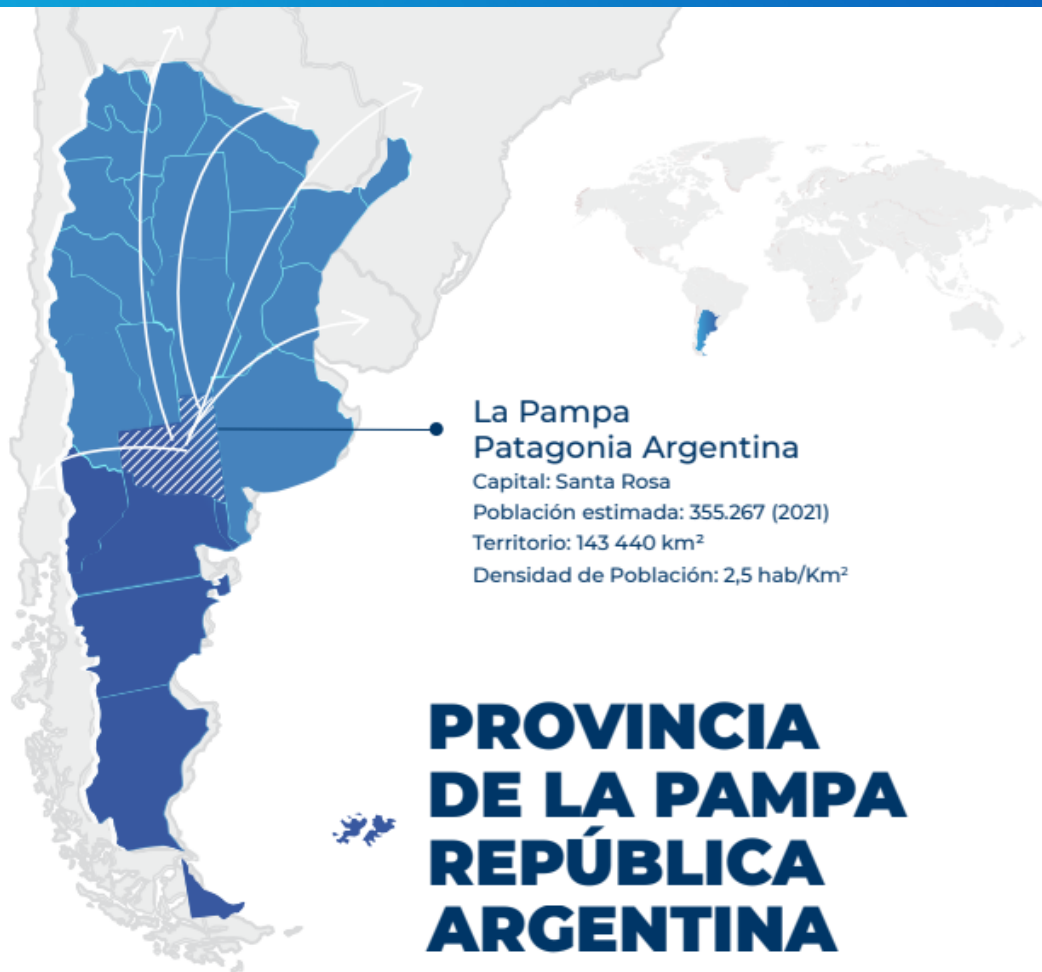 La Pampa
Patagonia Argentina
Capital: Santa Rosa
Población estimada: 355.267 (2021)
Territorio: 143 440 km²
Densidad de Población: 2,5 hab/Km²
PROVINCIA
DE LA PAMPA
REPÚBLICA
ARGENTINA